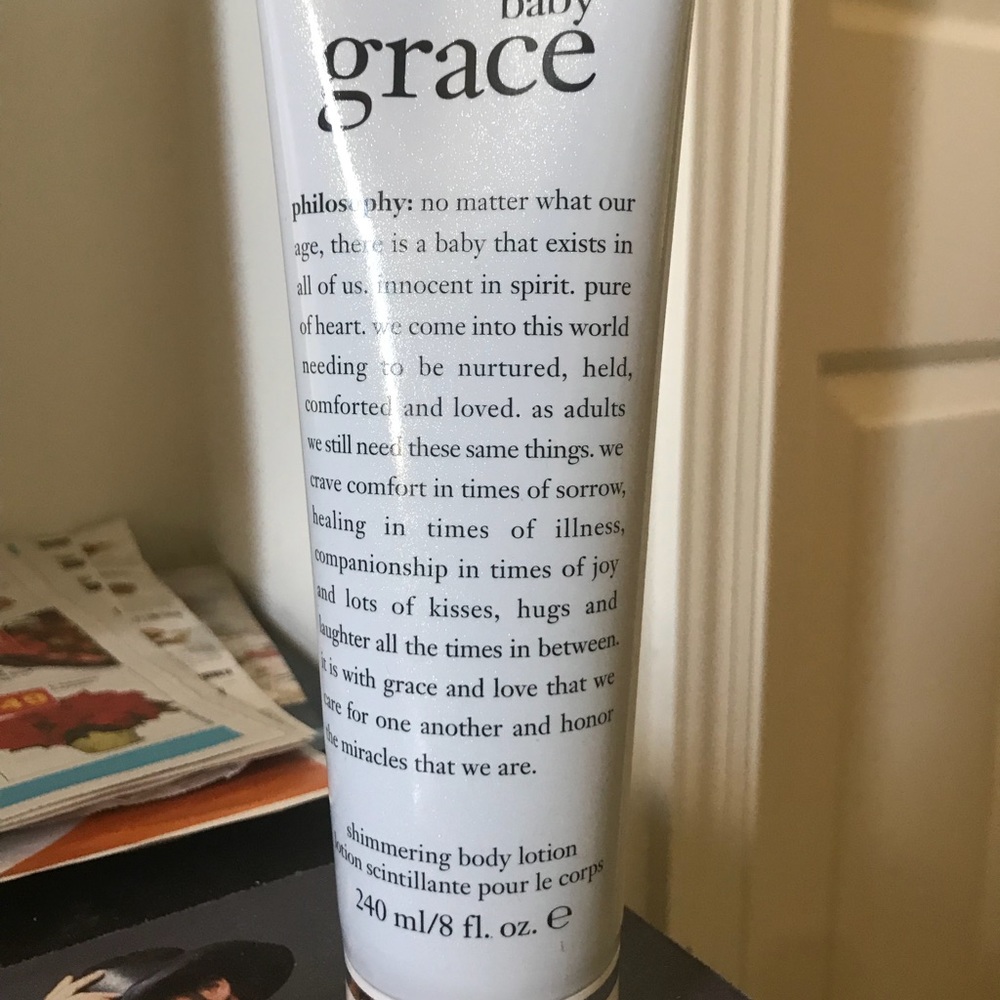 baby
grace
philosophy: no matter what our
age, there is a baby that exists in
all of us. innocent in spirit. pure
of heart. we come into this world
needing to be nurtured, held,
comforted and loved. as adults
we still need these same things. we
crave comfort in times of sorrow,
healing in times of illness,
companionship in times of joy
and lots of kisses, hugs and
laughter all the times in between.
it is with grace and love that we
care for one another and honor
the miracles that we are.
shimmering body lotion
lotion scintillante pour le corps
240 ml/8 fl. oz. ℮